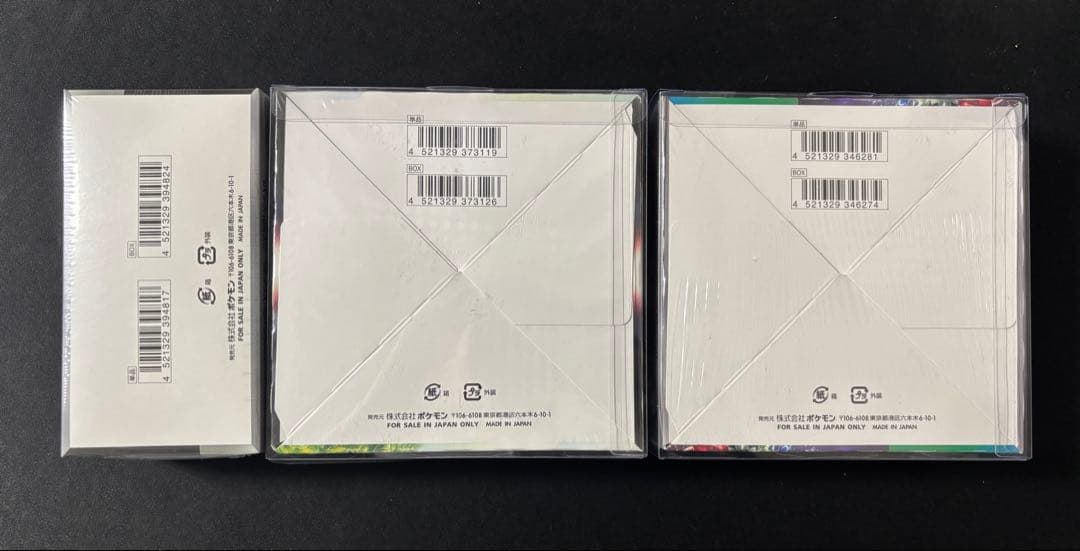 BOX
4 521329 394824
単品
4 521329 394817
紙 箱
プラ 外装
発売元 株式会社 ポケモン 〒106-6108 東京都港区六本木6-10-1
FOR SALE IN JAPAN ONLY MADE IN JAPAN
単品
4 521329 373119
BOX
4 521329 373126
紙 箱 プラ 外装
発売元 株式会社 ポケモン 〒106-6108 東京都港区六本木6-10-1
FOR SALE IN JAPAN ONLY MADE IN JAPAN
単品
4 521329 346281
BOX
4 521329 346274
紙 箱 プラ 外装
発売元 株式会社 ポケモン 〒106-6108 東京都港区六本木6-10-1
FOR SALE IN JAPAN ONLY MADE IN JAPAN